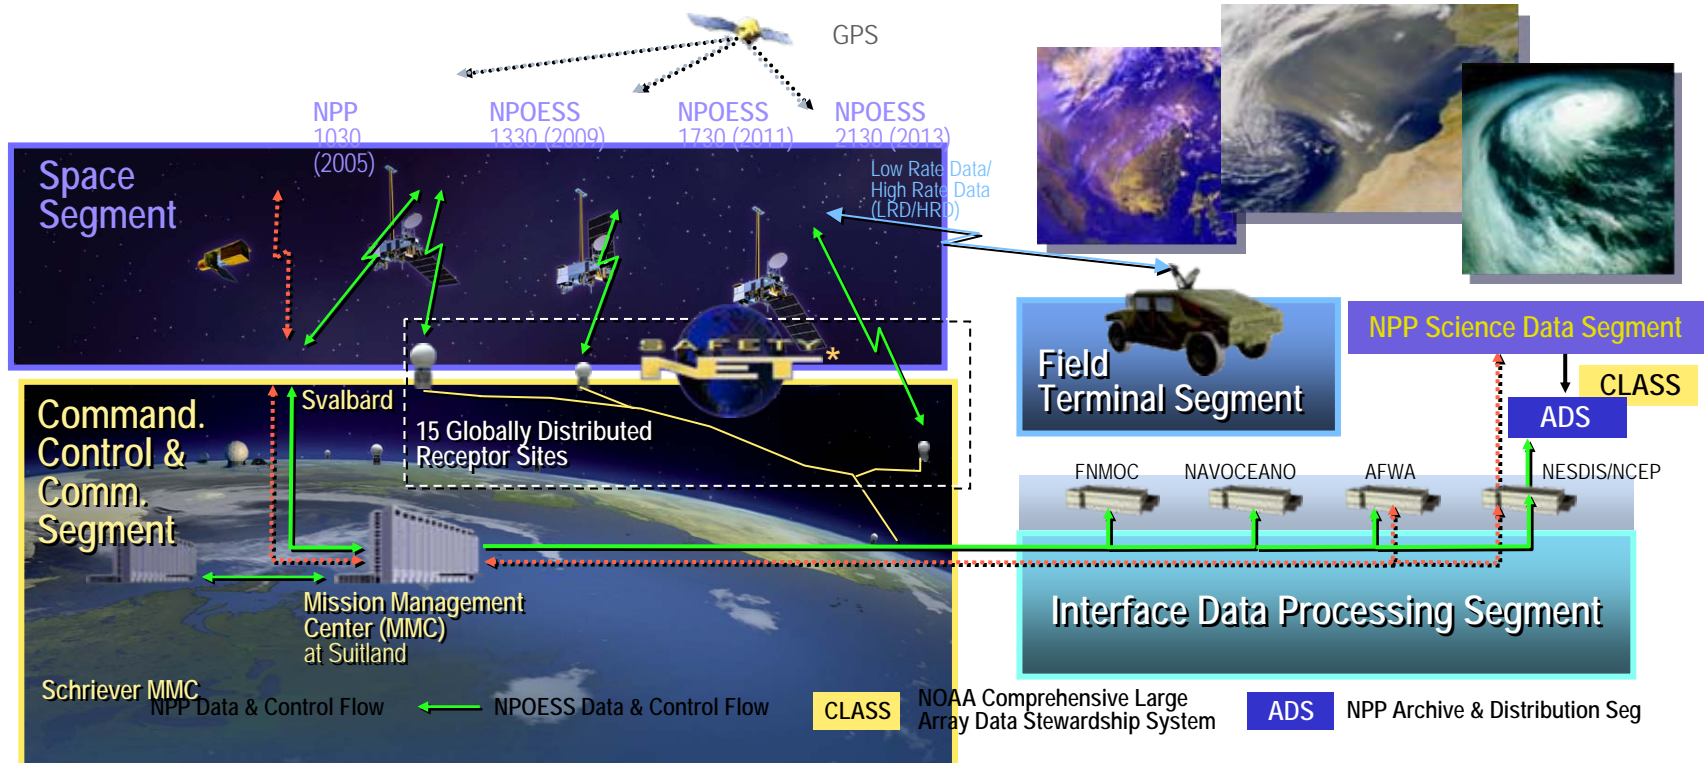 GPS
NPP
1030
(2005)
NPOESS
1330 (2009)
NPOESS
1730 (2011)
NPOESS
2130 (2013)
Space
Segment
Low Rate Data/
High Rate Data
(LRD/HRD)
SAFETY
NET
*
Field
Terminal Segment
NPP Science Data Segment
CLASS
ADS
Command.
Control &
Comm.
Segment
Svalbard
15 Globally Distributed
Receptor Sites
FNMOC
NAVOCEANO
AFWA
NESDIS/NCEP
Interface Data Processing Segment
Mission Management
Center (MMC)
at Suitland
Schriever MMC
NPP Data & Control Flow
NPOESS Data & Control Flow
CLASS
NOAA Comprehensive Large
Array Data Stewardship System
ADS
NPP Archive & Distribution Seg